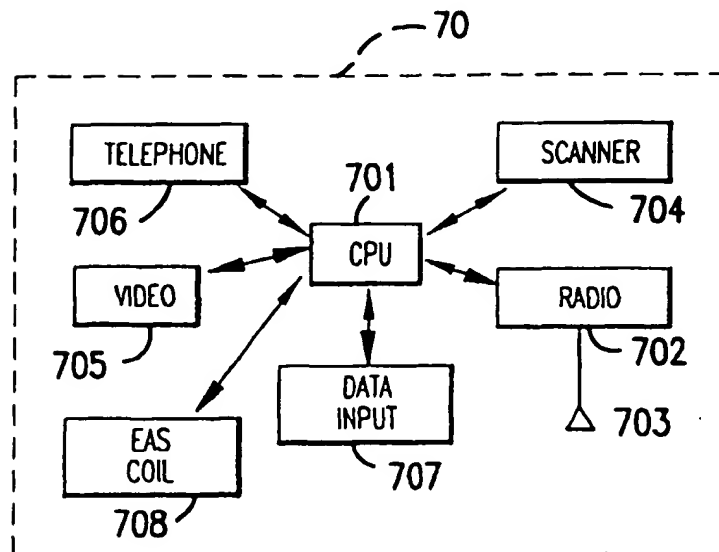 70
TELEPHONE
706
701
CPU
SCANNER
704
VIDEO
705
RADIO
702
703
DATA
INPUT
707
EAS
COIL
708